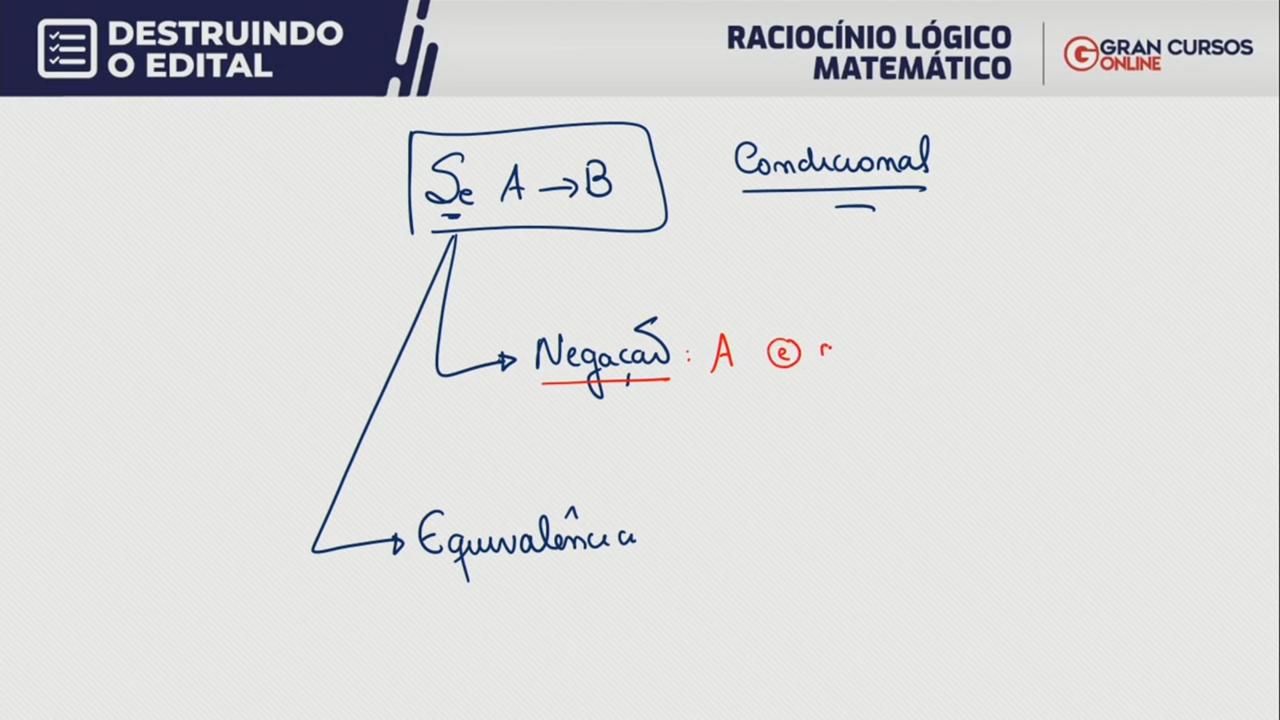 DESTRUINDO
O EDITAL
RACIOCÍNIO LÓGICO
MATEMÁTICO
GRAN CURSOS
ONLINE
Se A → B
Condicional
Negação : A e
Equivalência